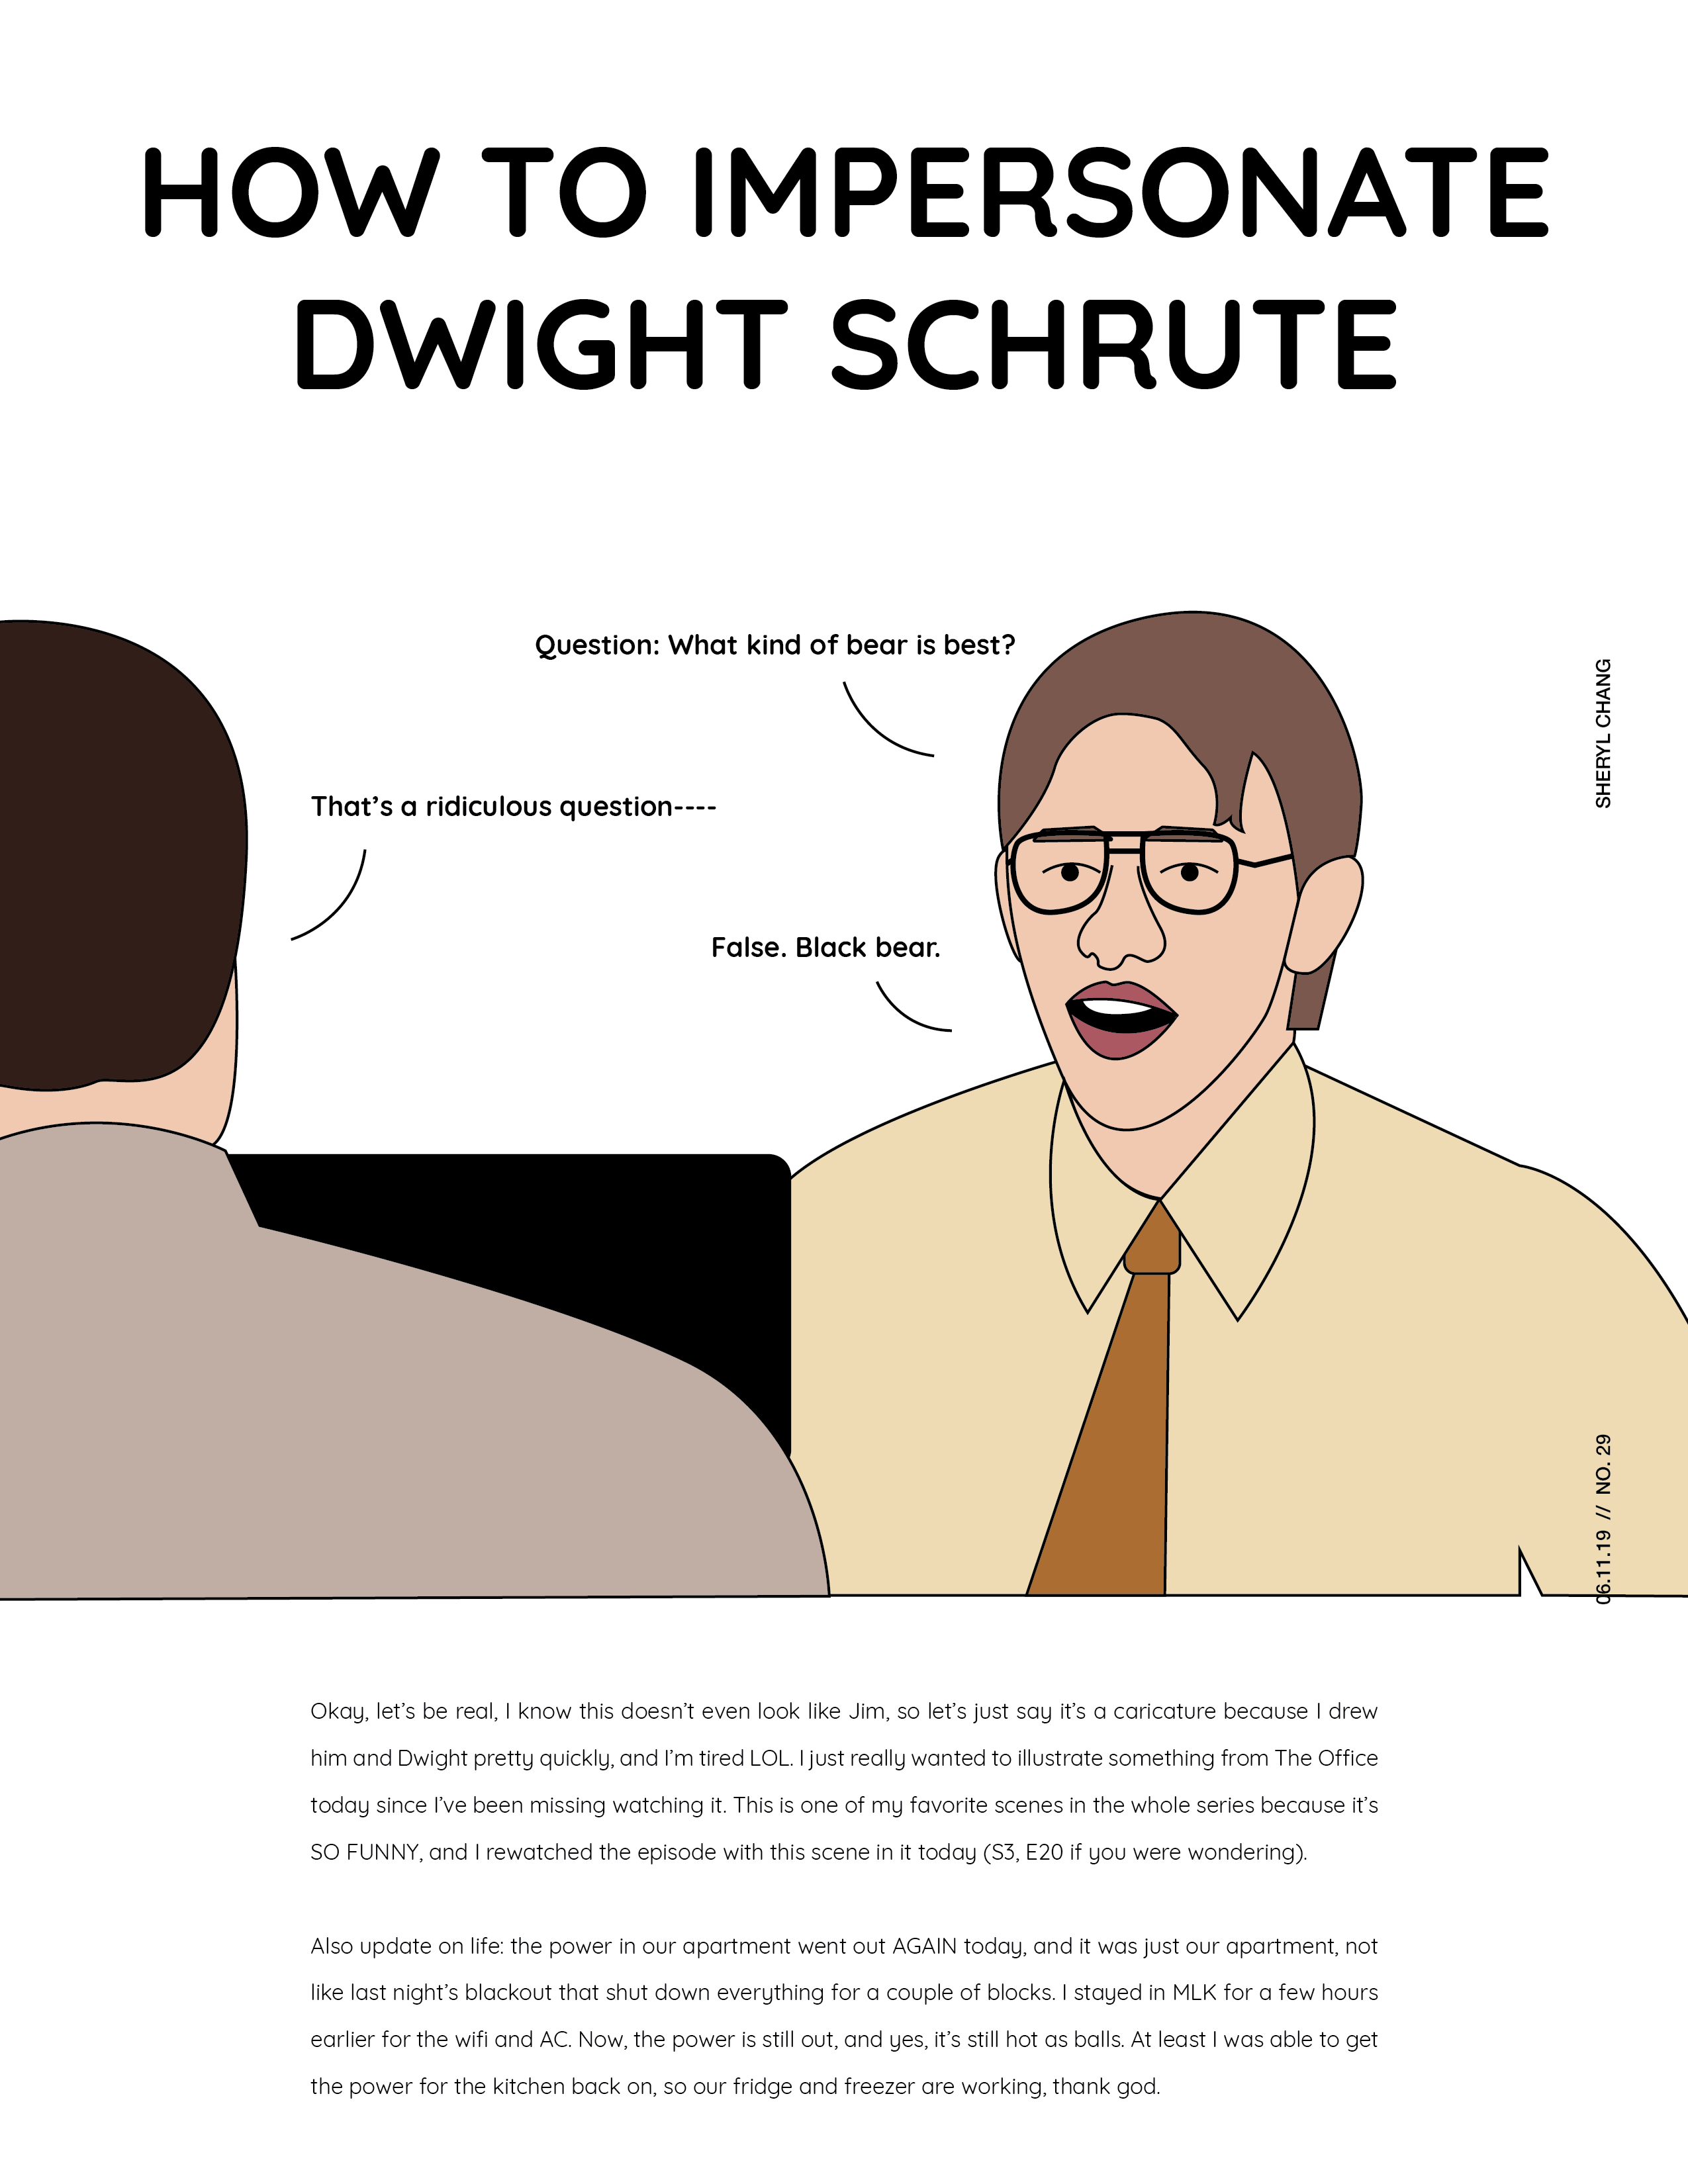 HOW TO IMPERSONATE
DWIGHT SCHRUTE
Question: What kind of bear is best?
That’s a ridiculous question----
False. Black bear.
SHERYL CHANG
06.11.19 // NO. 29
Okay, let’s be real, I know this doesn’t even look like Jim, so let’s just say it’s a caricature because I drew
him and Dwight pretty quickly, and I’m tired LOL. I just really wanted to illustrate something from The Office
today since I’ve been missing watching it. This is one of my favorite scenes in the whole series because it’s
SO FUNNY, and I rewatched the episode with this scene in it today (S3, E20 if you were wondering).
Also update on life: the power in our apartment went out AGAIN today, and it was just our apartment, not
like last night’s blackout that shut down everything for a couple of blocks. I stayed in MLK for a few hours
earlier for the wifi and AC. Now, the power is still out, and yes, it’s still hot as balls. At least I was able to get
the power for the kitchen back on, so our fridge and freezer are working, thank god.